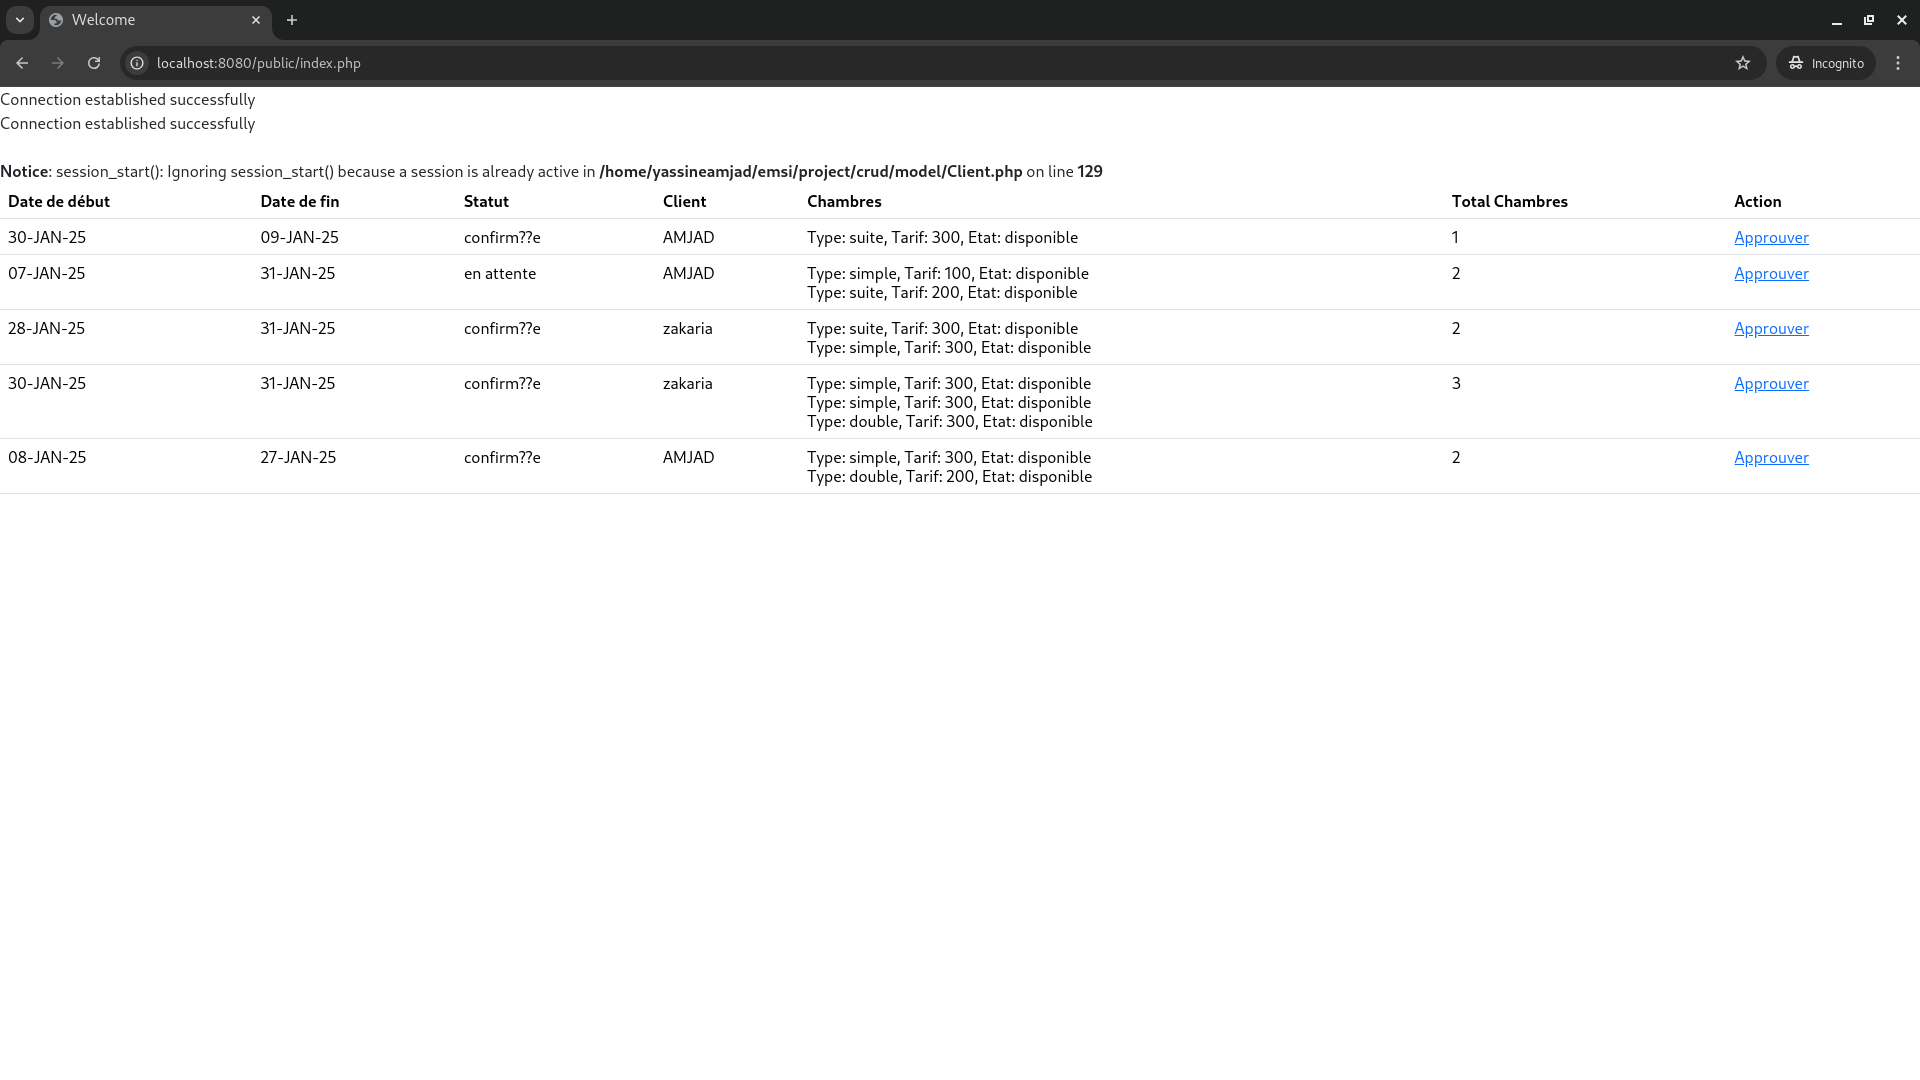 Welcome
localhost:8080/public/index.php
Incognito
Connection established successfully
Connection established successfully
Notice: session_start(): Ignoring session_start() because a session is already active in /home/yassineamjad/emsi/project/crud/model/Client.php on line 129
Date de début Date de fin Statut Client Chambres Total Chambres Action
30-JAN-25 09-JAN-25 confirm??e AMJAD Type: suite, Tarif: 300, Etat: disponible 1 Approuver
07-JAN-25 31-JAN-25 en attente AMJAD Type: simple, Tarif: 100, Etat: disponible 2 Approuver
Type: suite, Tarif: 200, Etat: disponible
28-JAN-25 31-JAN-25 confirm??e zakaria Type: suite, Tarif: 300, Etat: disponible 2 Approuver
Type: simple, Tarif: 300, Etat: disponible
30-JAN-25 31-JAN-25 confirm??e zakaria Type: simple, Tarif: 300, Etat: disponible 3 Approuver
Type: simple, Tarif: 300, Etat: disponible
Type: double, Tarif: 300, Etat: disponible
08-JAN-25 27-JAN-25 confirm??e AMJAD Type: simple, Tarif: 300, Etat: disponible 2 Approuver
Type: double, Tarif: 200, Etat: disponible